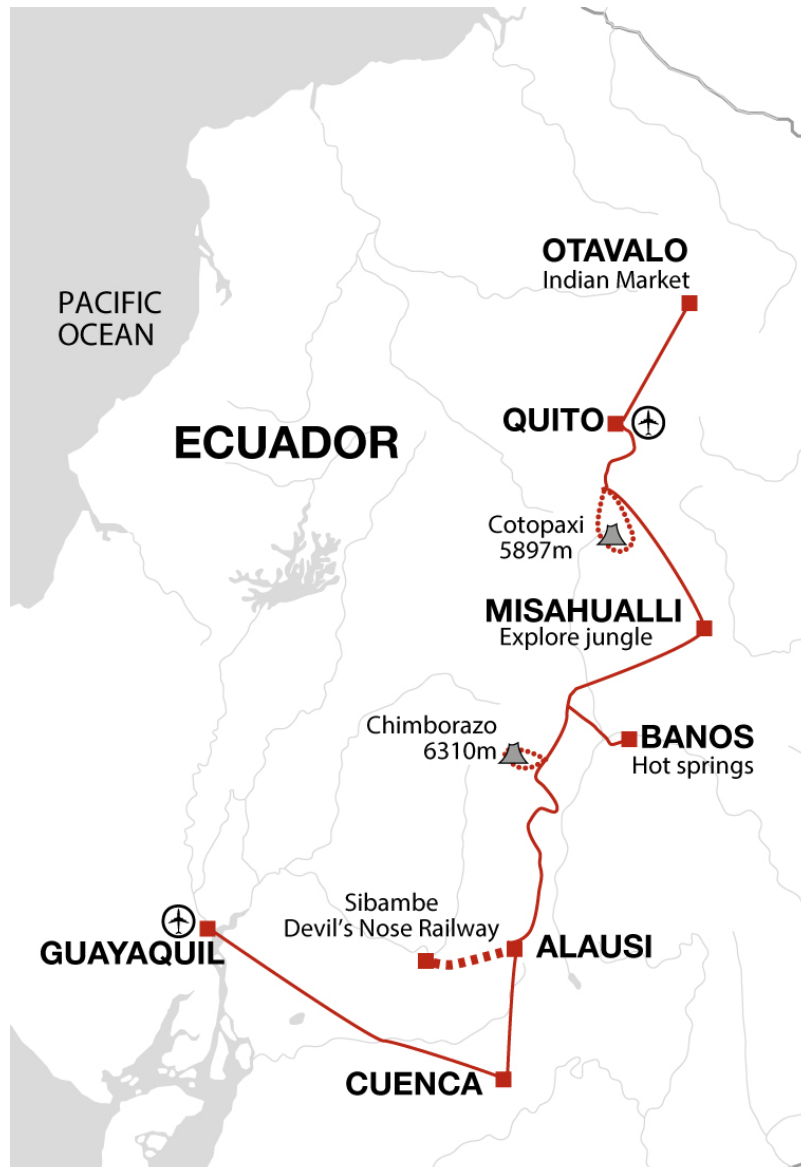 OTAVALO
Indian Market
PACIFIC
OCEAN
QUITO
ECUADOR
Cotopaxi
5897m
MISAHUALLI
Explore jungle
Chimborazo
6310m
BANOS
Hot springs
Sibambe
Devil's Nose Railway
GUAYAQUIL
ALAUSI
CUENCA